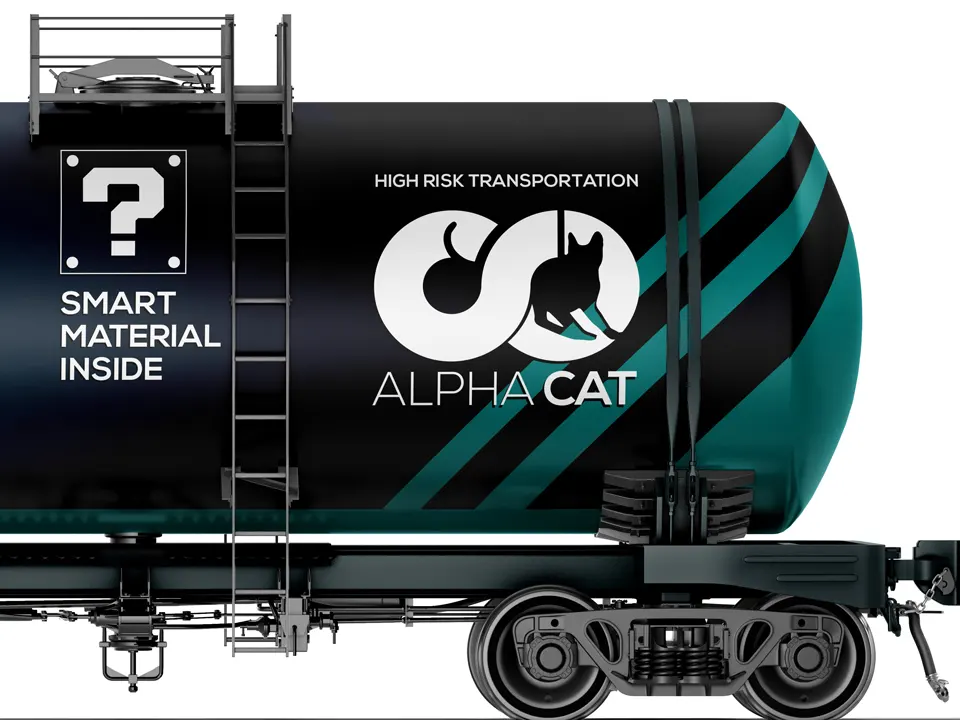 ?
SMART
MATERIAL
INSIDE
HIGH RISK TRANSPORTATION
ALPHA CAT